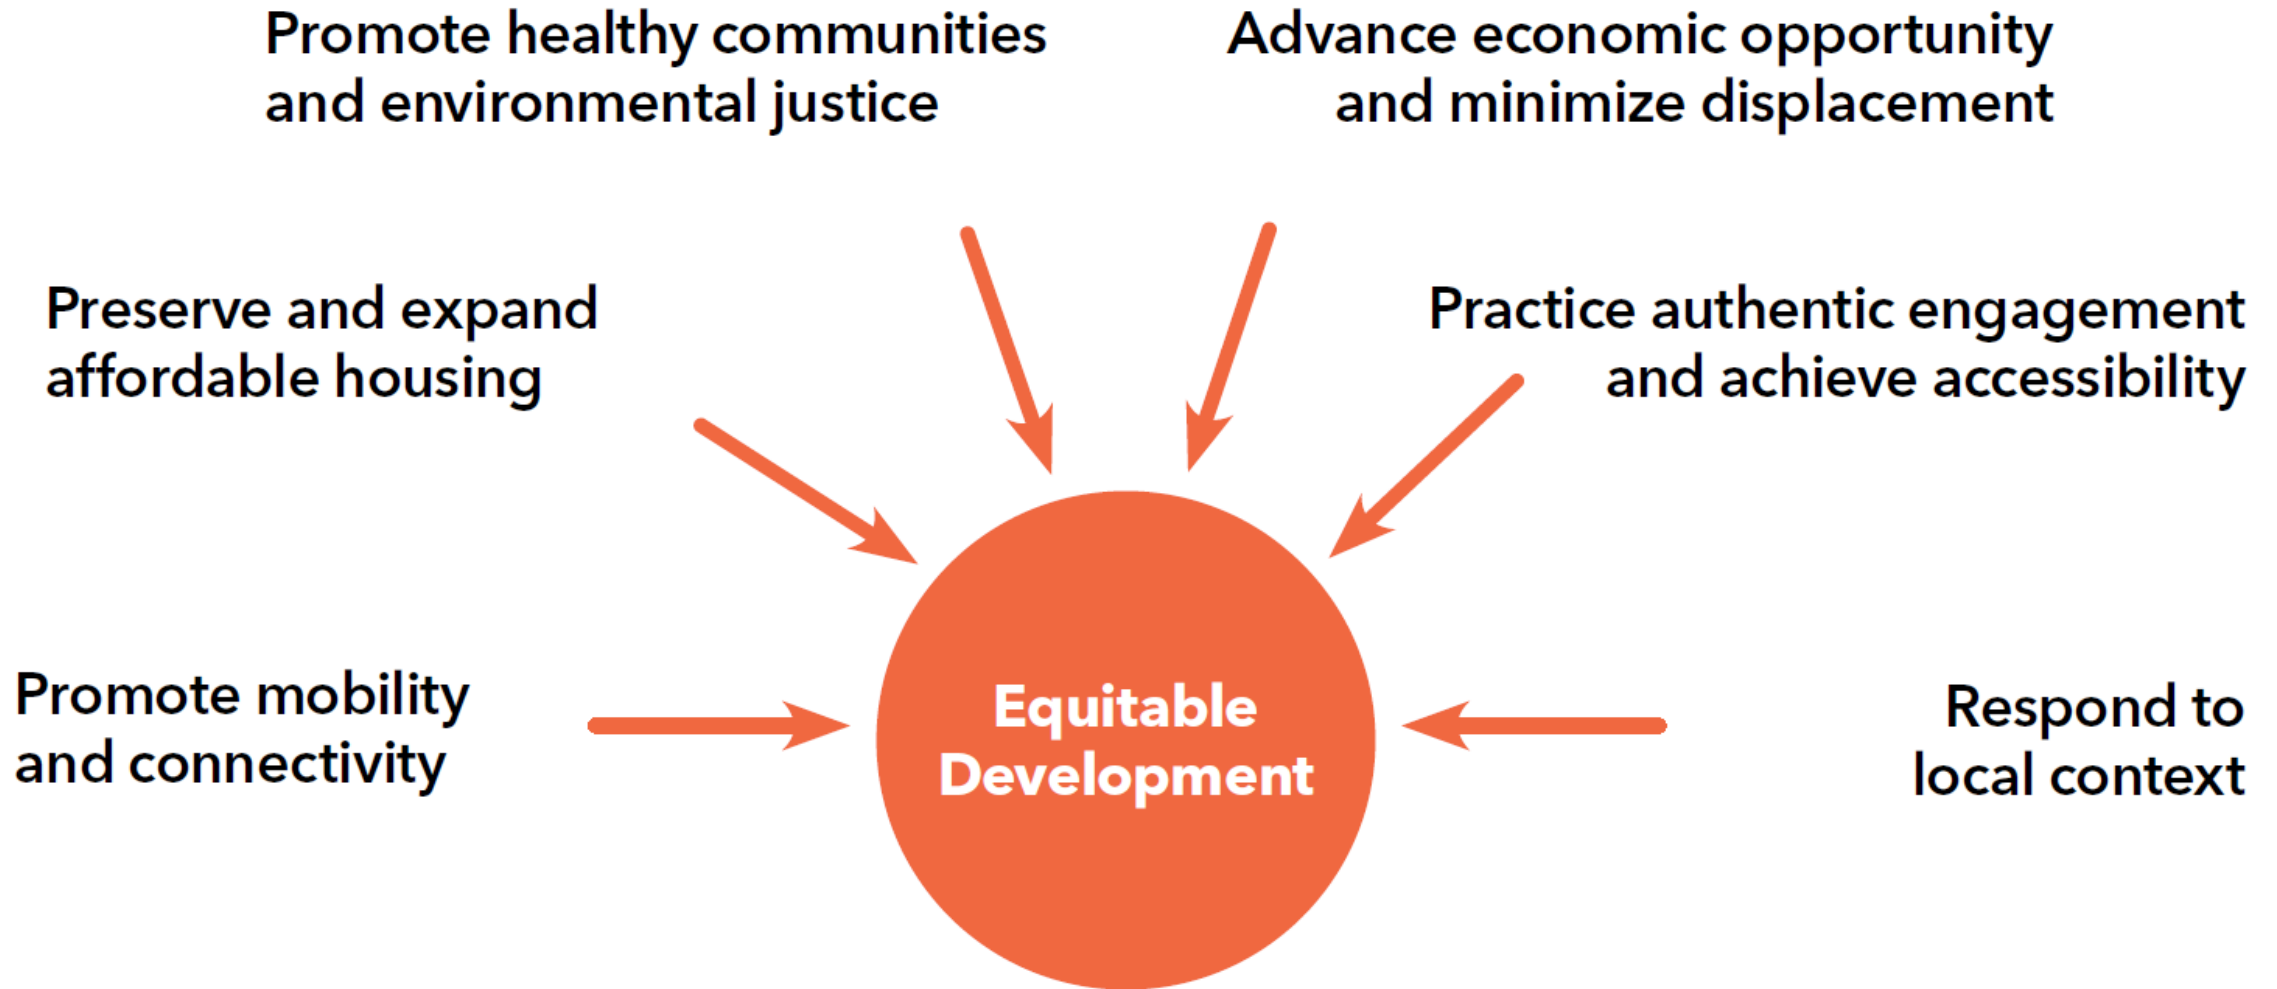 Promote healthy communities
and environmental justice
Advance economic opportunity
and minimize displacement
Preserve and expand
affordable housing
Practice authentic engagement
and achieve accessibility
Promote mobility
and connectivity
Equitable
Development
Respond to
local context